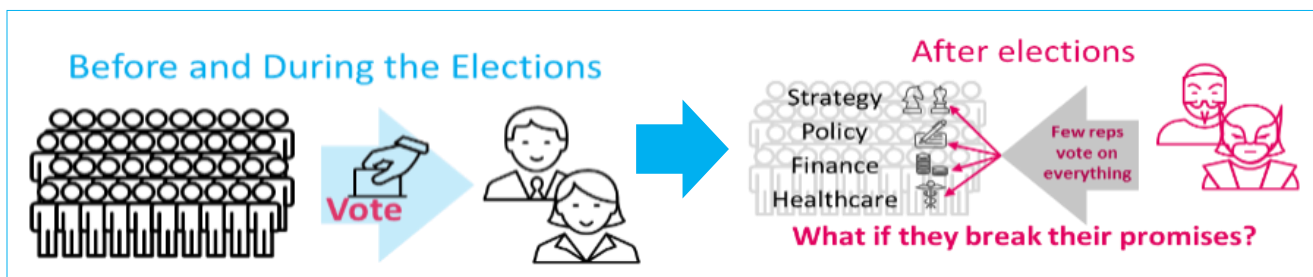 Before and During the Elections
Vote
After elections
Strategy
Policy
Finance
Healthcare
Few reps
vote on
everything
What if they break their promises?